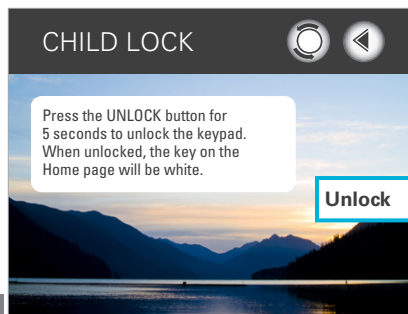 CHILD LOCK
Press the UNLOCK button for
5 seconds to unlock the keypad.
When unlocked, the key on the
Home page will be white.
Unlock